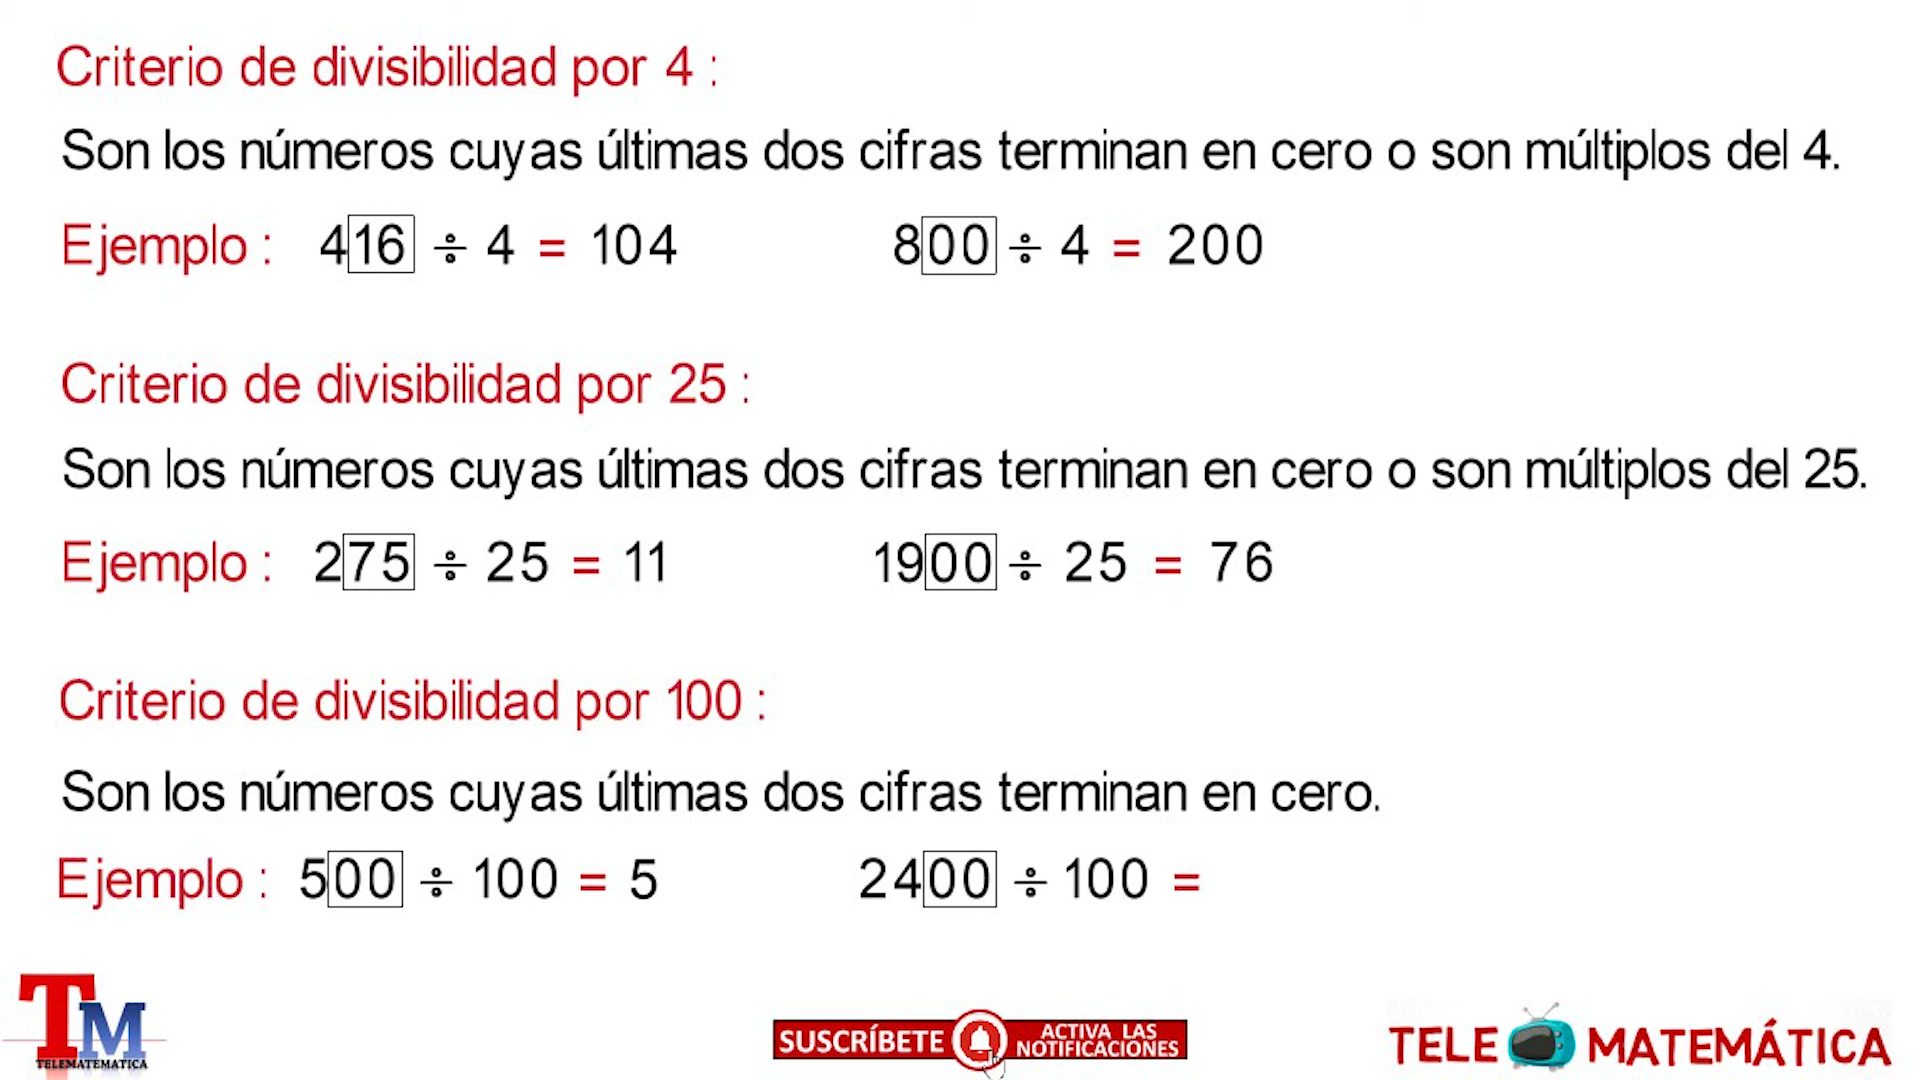 Criterio de divisibilidad por 4 :
Son los números cuyas últimas dos cifras terminan en cero o son múltiplos del 4.
Ejemplo : 416 ÷ 4 = 104 800 ÷ 4 = 200
Criterio de divisibilidad por 25 :
Son los números cuyas últimas dos cifras terminan en cero o son múltiplos del 25.
Ejemplo : 275 ÷ 25 = 11 1900 ÷ 25 = 76
Criterio de divisibilidad por 100 :
Son los números cuyas últimas dos cifras terminan en cero.
Ejemplo : 500 ÷ 100 = 5 2400 ÷ 100 =
TM
TELEMATEMATICA
SUSCRÍBETE
ACTIVA LAS
NOTIFICACIONES
TELE MATEMÁTICA